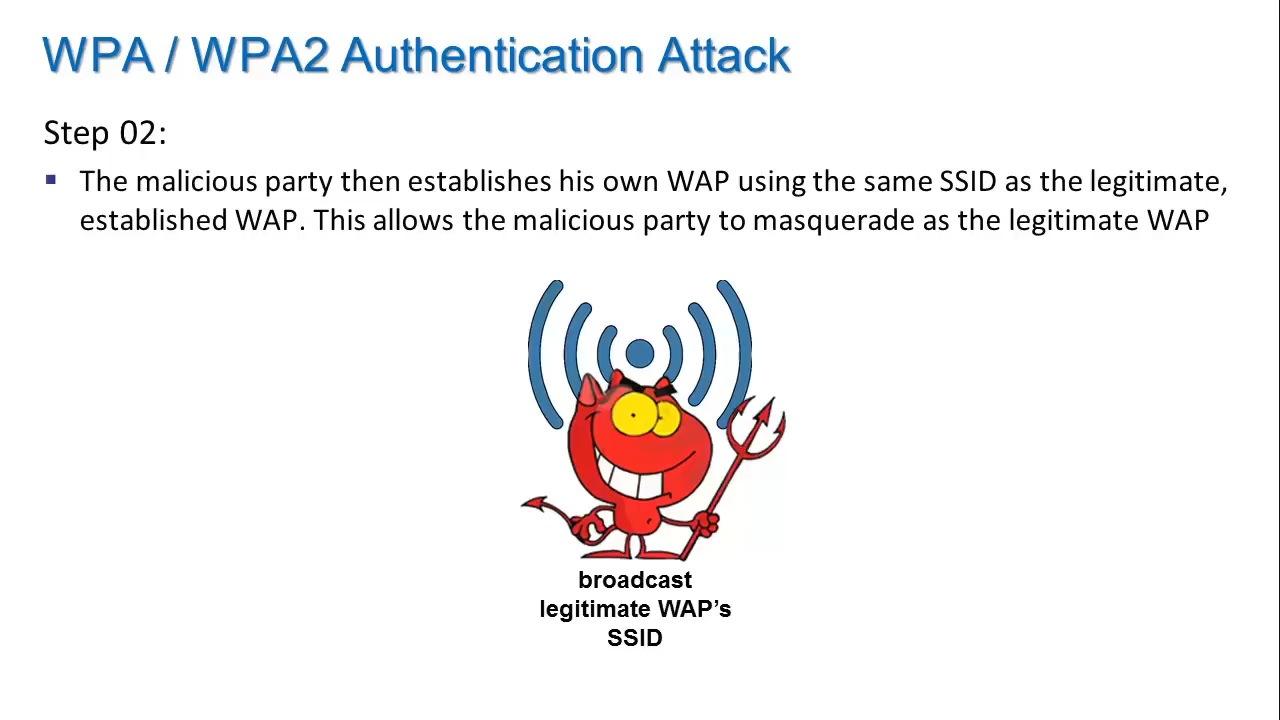 WPA / WPA2 Authentication Attack
Step 02:
▪ The malicious party then establishes his own WAP using the same SSID as the legitimate,
established WAP. This allows the malicious party to masquerade as the legitimate WAP
broadcast
legitimate WAP’s
SSID